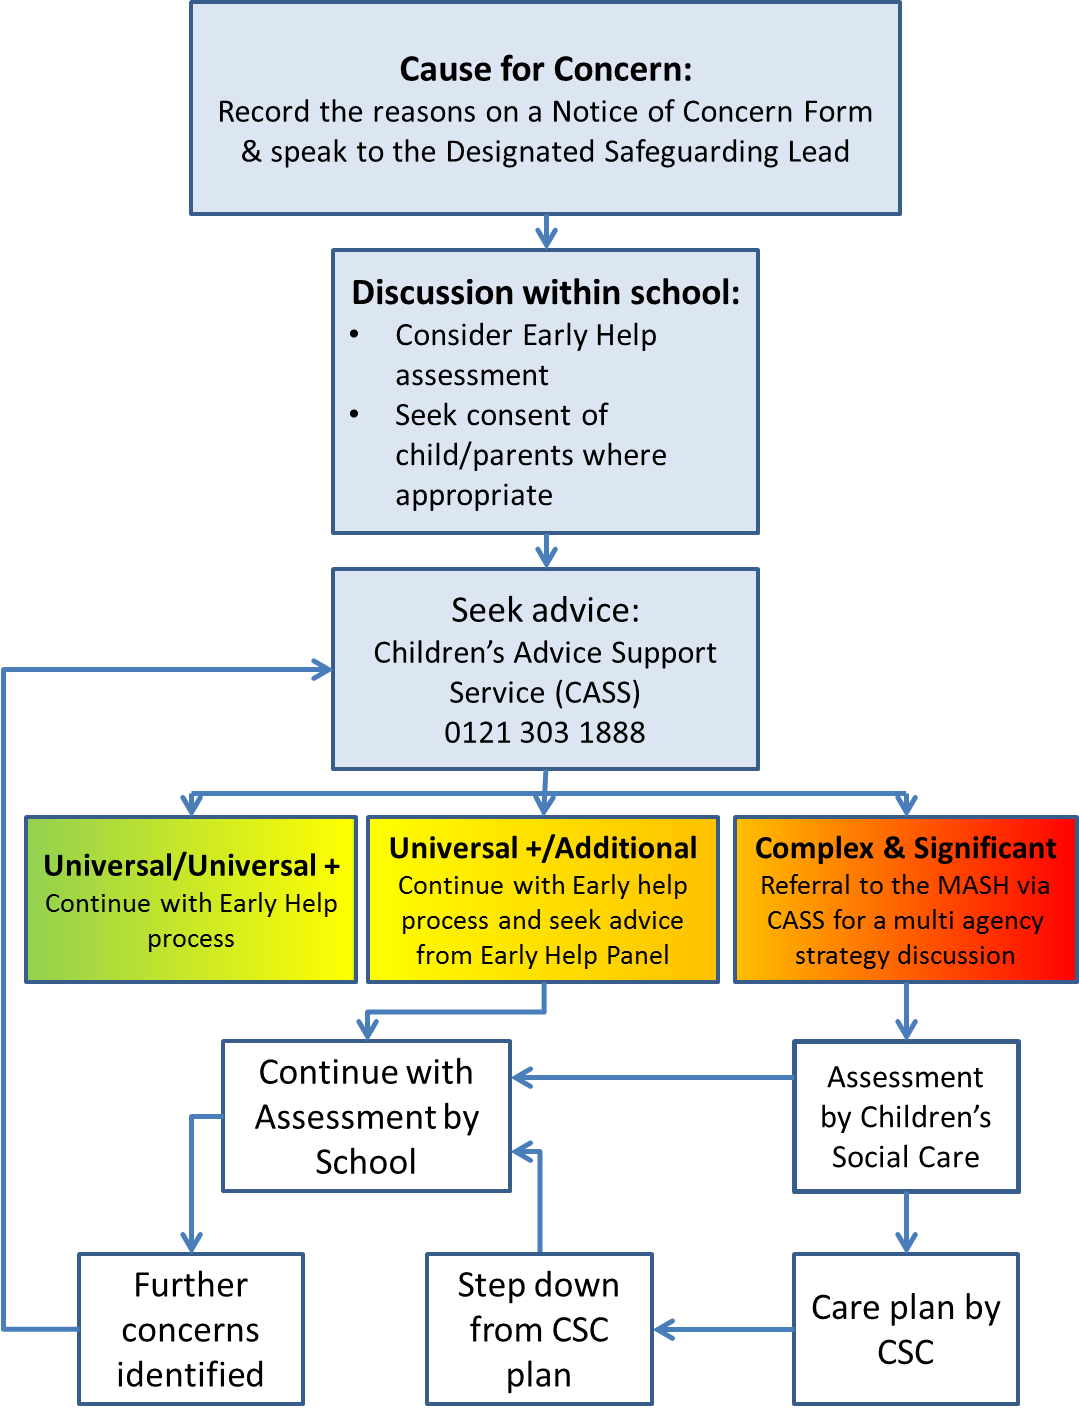 Cause for Concern:
Record the reasons on a Notice of Concern Form
& speak to the Designated Safeguarding Lead
Discussion within school:
• Consider Early Help
assessment
• Seek consent of
child/parents where
appropriate
Seek advice:
Children’s Advice Support
Service (CASS)
0121 303 1888
Universal/Universal +
Continue with Early Help
process
Universal +/Additional
Continue with Early help
process and seek advice
from Early Help Panel
Complex & Significant
Referral to the MASH via
CASS for a multi agency
strategy discussion
Continue with
Assessment by
School
Assessment
by Children’s
Social Care
Further
concerns
identified
Step down
from CSC
plan
Care plan by
CSC